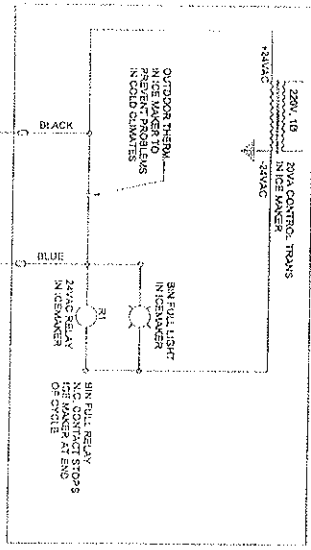 220V, 1Ø
20VA CONTROL TRANS
IN ICE MAKER
+24VAC
-24VAC
OUTDOOR THERM.
IN ICE MAKER TO
PREVENT PROBLEMS
IN COLD CLIMATES
BLACK
BLUE
BIN FULL LIGHT
IN ICEMAKER
R1
24VAC RELAY
IN ICEMAKER
BIN FULL RELAY
N.C. CONTACT STOPS
ICE MAKER AT END
OF CYCLE